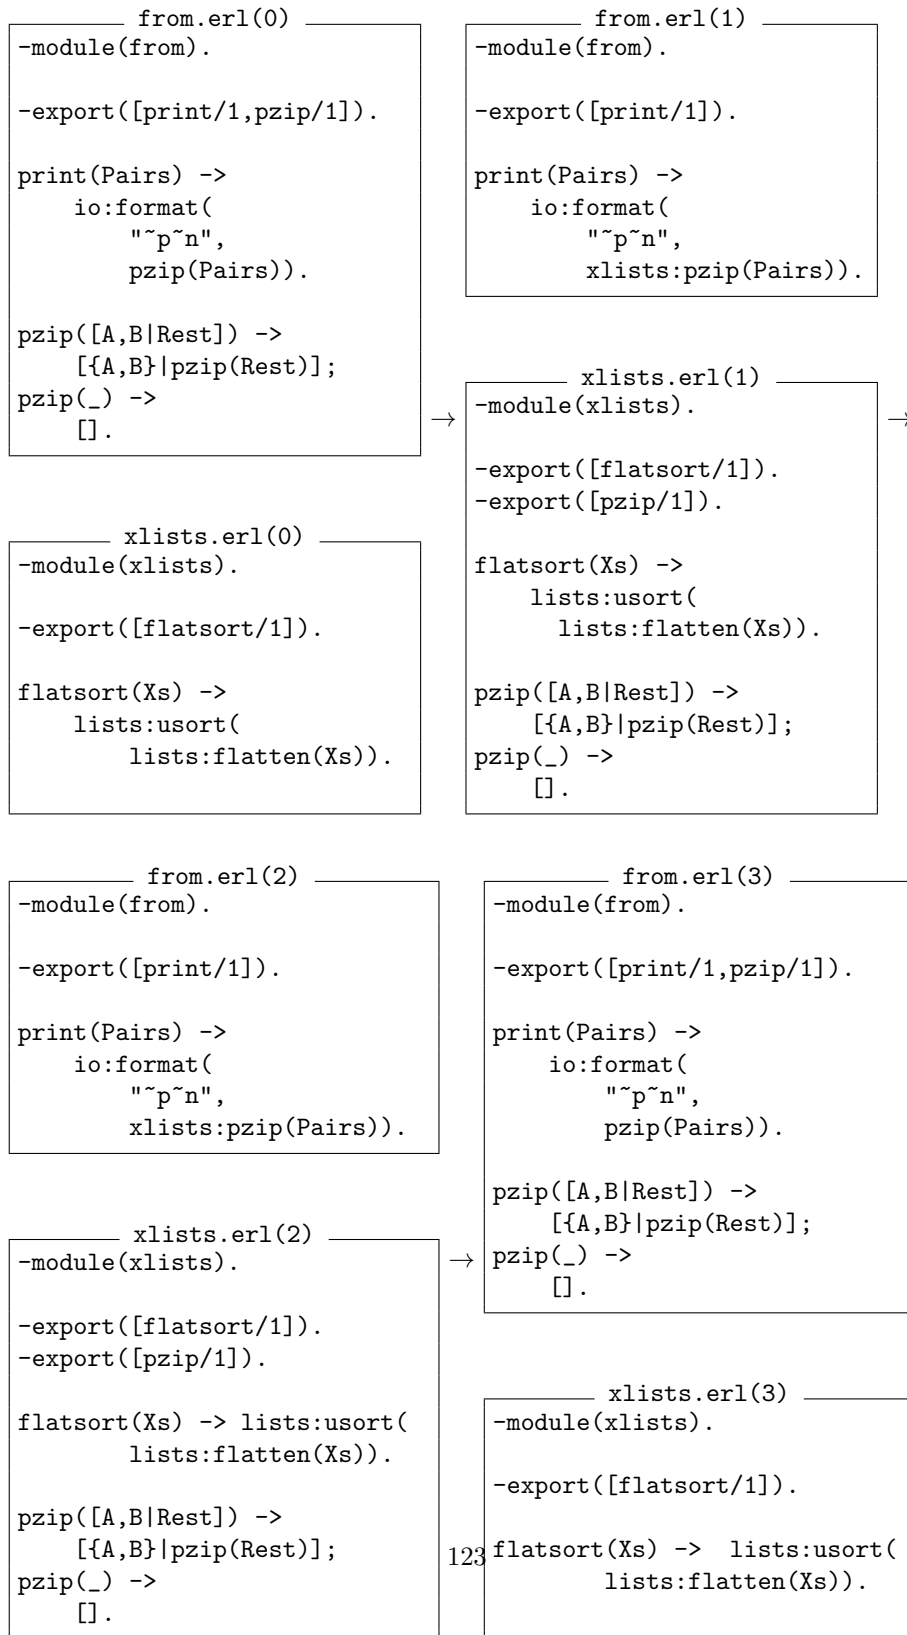 from.erl(0)
-module(from).
-export([print/1,pzip/1]).
print(Pairs) ->
    io:format(
        "~p~n",
        pzip(Pairs)).
pzip([A,B|Rest]) ->
    [{A,B}|pzip(Rest)];
pzip(_) ->
    [].
xlists.erl(0)
-module(xlists).
-export([flatsort/1]).
flatsort(Xs) ->
    lists:usort(
        lists:flatten(Xs)).
→
from.erl(1)
-module(from).
-export([print/1]).
print(Pairs) ->
    io:format(
        "~p~n",
        xlists:pzip(Pairs)).
xlists.erl(1)
-module(xlists).
-export([flatsort/1]).
-export([pzip/1]).
flatsort(Xs) ->
    lists:usort(
      lists:flatten(Xs)).
pzip([A,B|Rest]) ->
    [{A,B}|pzip(Rest)];
pzip(_) ->
    [].
→
from.erl(2)
-module(from).
-export([print/1]).
print(Pairs) ->
    io:format(
        "~p~n",
        xlists:pzip(Pairs)).
xlists.erl(2)
-module(xlists).
-export([flatsort/1]).
-export([pzip/1]).
flatsort(Xs) -> lists:usort(
        lists:flatten(Xs)).
pzip([A,B|Rest]) ->
    [{A,B}|pzip(Rest)];
pzip(_) ->
    [].
→
from.erl(3)
-module(from).
-export([print/1,pzip/1]).
print(Pairs) ->
    io:format(
        "~p~n",
        pzip(Pairs)).
pzip([A,B|Rest]) ->
    [{A,B}|pzip(Rest)];
pzip(_) ->
    [].
xlists.erl(3)
-module(xlists).
-export([flatsort/1]).
flatsort(Xs) ->  lists:usort(
        lists:flatten(Xs)).
123